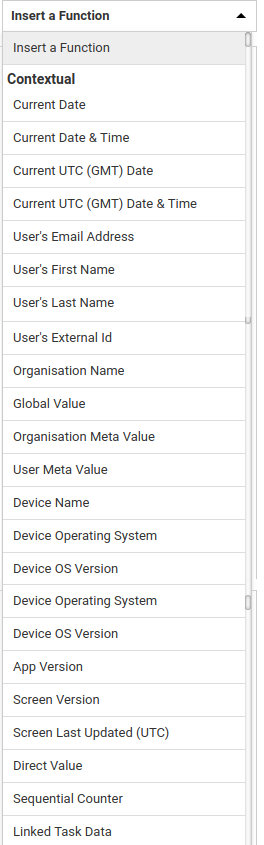 Insert a Function
Insert a Function
Contextual
Current Date
Current Date & Time
Current UTC (GMT) Date
Current UTC (GMT) Date & Time
User's Email Address
User's First Name
User's Last Name
User's External Id
Organisation Name
Global Value
Organisation Meta Value
User Meta Value
Device Name
Device Operating System
Device OS Version
Device Operating System
Device OS Version
App Version
Screen Version
Screen Last Updated (UTC)
Direct Value
Sequential Counter
Linked Task Data